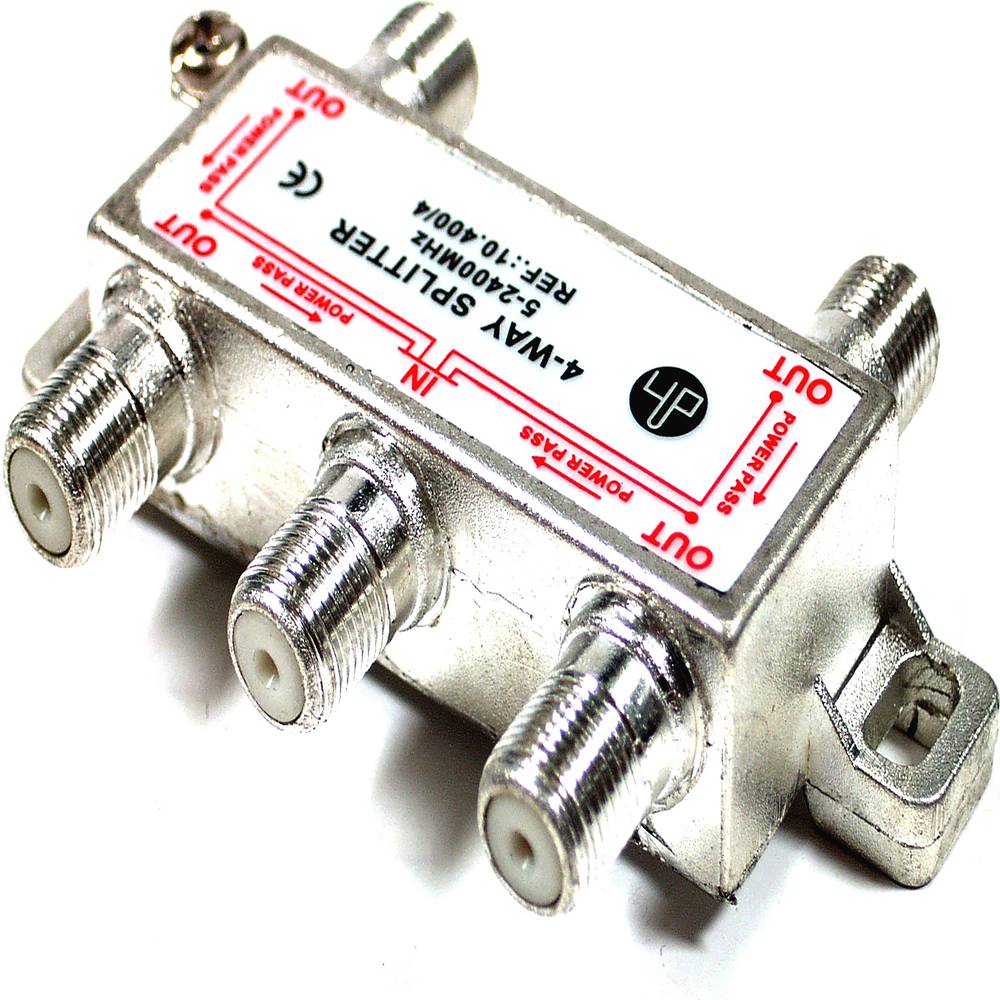 OUT
POWER PASS
OUT
POWER PASS
IN
POWER PASS
OUT
POWER PASS
OUT
4-WAY SPLITTER
5-2400MHz
REF.:10.400/4
CE